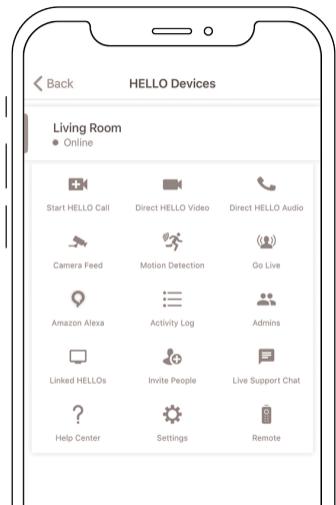 Back HELLO Devices
Living Room
Online
Start HELLO Call Direct HELLO Video Direct HELLO Audio
Camera Feed Motion Detection Go Live
Amazon Alexa Activity Log Admins
Linked HELLOs Invite People Live Support Chat
Help Center Settings Remote